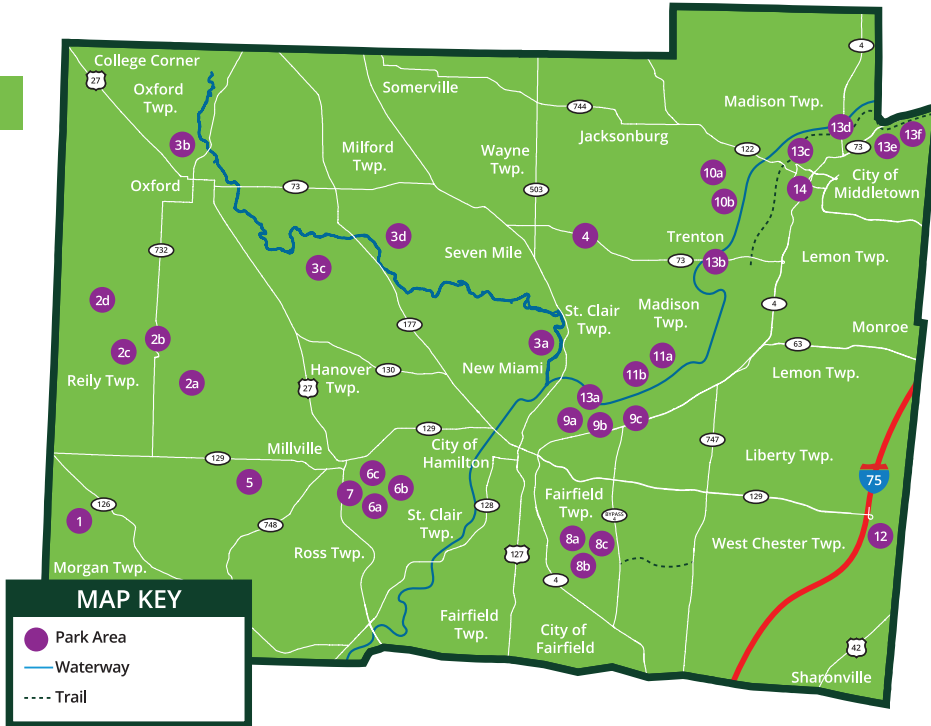 College Corner
27
Oxford
Twp.
3b
Oxford
Somerville
744
Milford
Twp.
73
Wayne
Twp.
503
Jacksonburg
Madison Twp.
4
122
13d
13c
73
13e
13f
14
City of
Middletown
10a
10b
732
3c
3d
Seven Mile
4
Trenton
73
13b
Lemon Twp.
2d
2b
2c
Reily Twp.
2a
177
Hanover
Twp.
130
27
3a
New Miami
St. Clair
Twp.
Madison
Twp.
11a
11b
4
Monroe
63
Lemon Twp.
13a
9a
9b
9c
747
Millville
129
129
City of
Hamilton
Liberty Twp.
75
5
126
1
748
Morgan Twp.
7
6c
6b
6a
Ross Twp.
St. Clair
Twp.
128
127
Fairfield
Twp.
BYPASS
4
8a
8c
8b
4
129
West Chester Twp.
12
Fairfield
Twp.
City of
Fairfield
42
Sharonville
MAP KEY
Park Area
Waterway
Trail